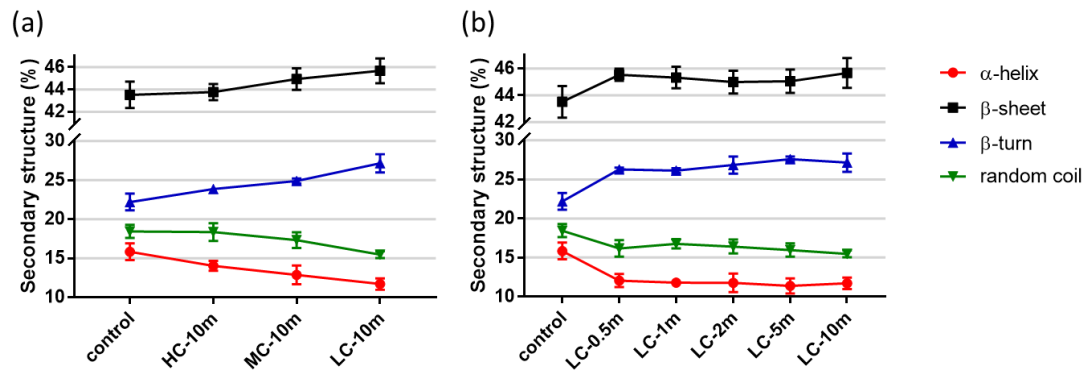 (a)
Secondary structure (%)
46
44
42
30
25
20
15
10
control
HC-10m
MC-10m
LC-10m
(b)
Secondary structure (%)
46
44
42
30
25
20
15
10
control
LC-0.5m
LC-1m
LC-2m
LC-5m
LC-10m
α-helix
β-sheet
β-turn
random coil